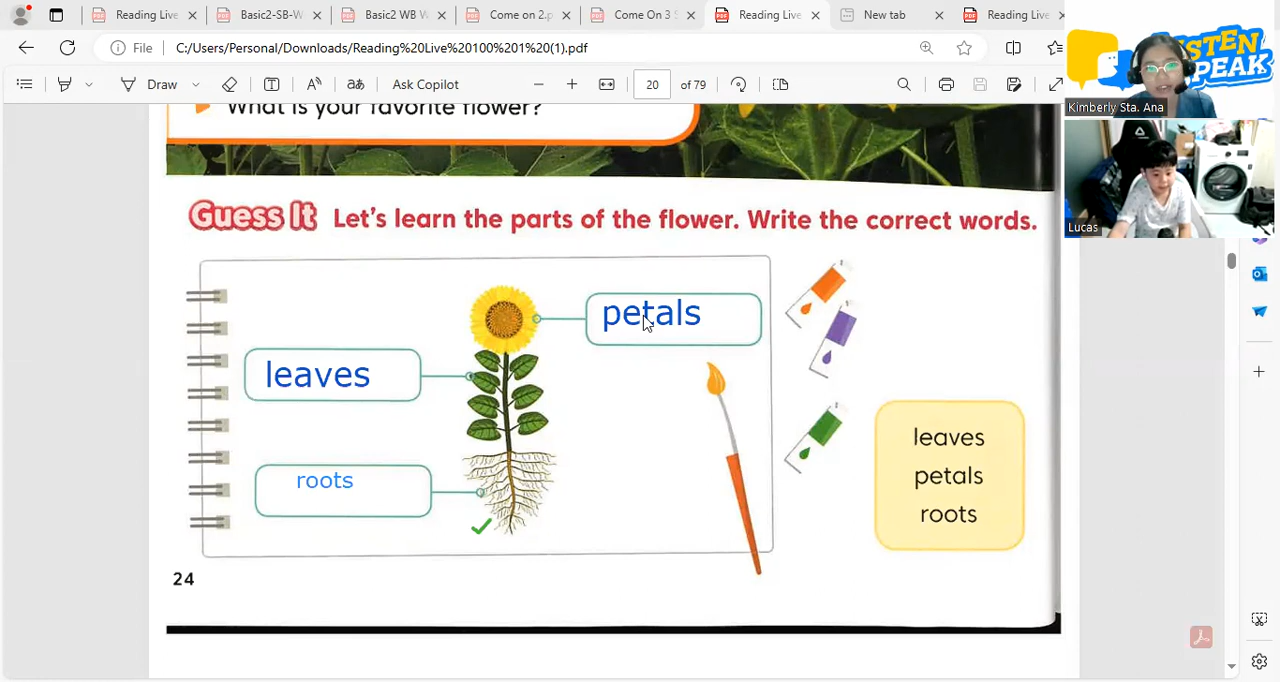 Reading Live
Basic2-SB-W
Basic2 WB W
Come on 2.p
Come On 3 S
Reading Live
New tab
Reading Live
File
C:/Users/Personal/Downloads/Reading%20Live%20100%201%20(1).pdf
Draw
Ask Copilot
20
of 79
LISTEN
SPEAK
Kimberly Sta. Ana
Lucas
What is your favorite flower?
Guess It Let's learn the parts of the flower. Write the correct words.
petals
leaves
roots
leaves
petals
roots
24